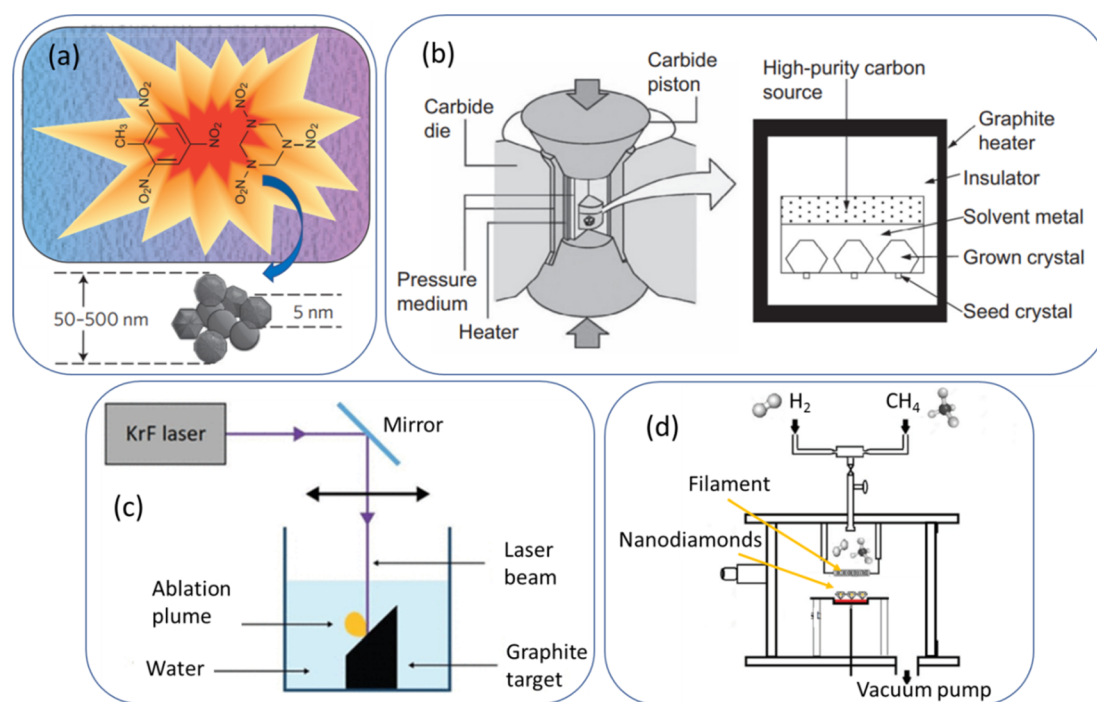 (a)
NO₂
CH₃
NO₂
O₂N
NO₂
N
N
NO₂
N
O₂N
50-500 nm
5 nm
(b)
Carbide
die
Carbide
piston
Pressure
medium
Heater
High-purity carbon
source
Graphite
heater
Insulator
Solvent metal
Grown crystal
Seed crystal
(c)
KrF laser
Mirror
Laser
beam
Ablation
plume
Water
Graphite
target
(d)
H₂
CH₄
Filament
Nanodiamonds
Vacuum pump